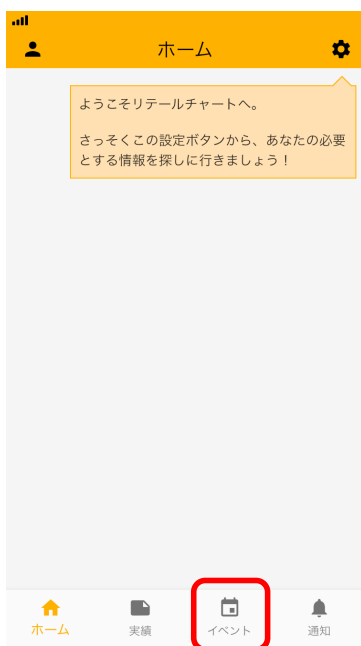 ホーム
ようこそリテールチャートへ。
さっそくこの設定ボタンから、あなたの必要
とする情報を探しに行きましょう！
ホーム
実績
イベント
通知